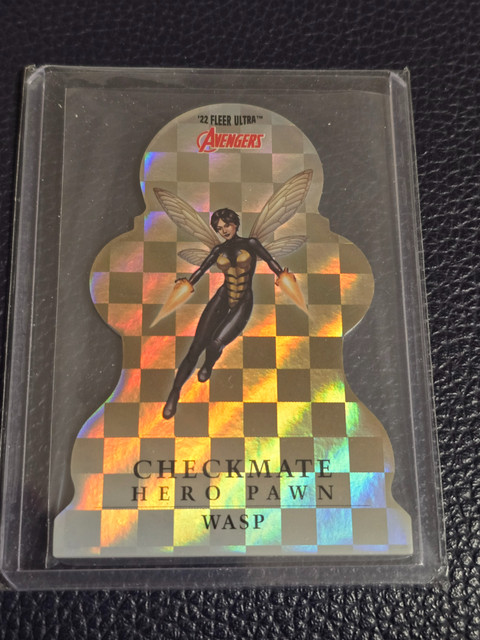 '22 FLEER ULTRA™
AVENGERS
CHECKMATE
HERO PAWN
WASP